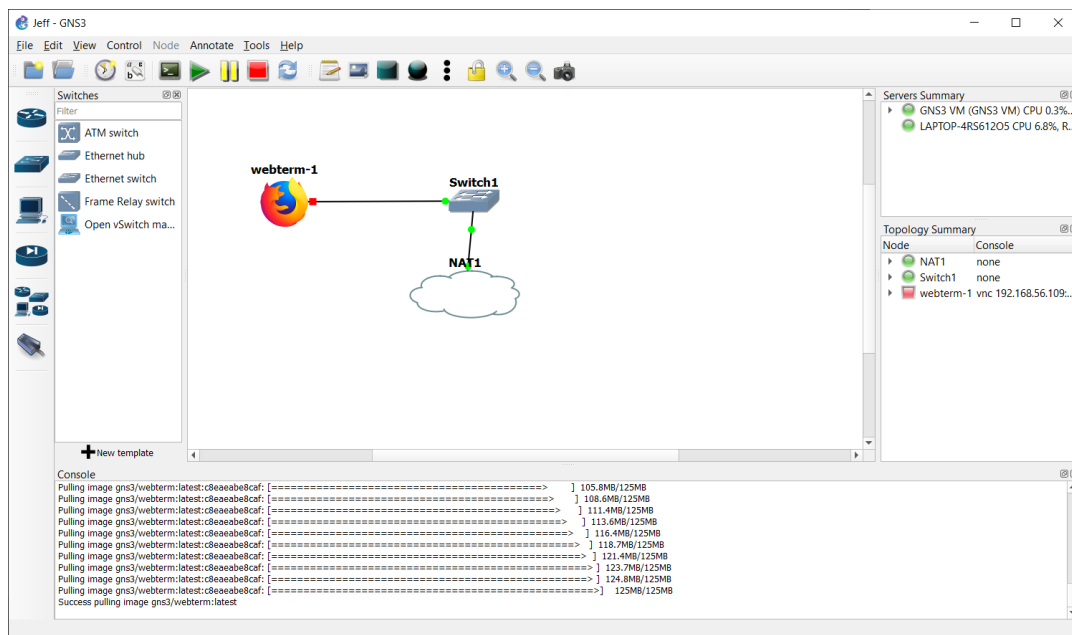 Jeff - GNS3
File Edit View Control Node Annotate Tools Help
Switches
Filter
ATM switch
Ethernet hub
Ethernet switch
Frame Relay switch
Open vSwitch ma...
New template
webterm-1
Switch1
NAT1
Servers Summary
GNS3 VM (GNS3 VM) CPU 0.3%...
LAPTOP-4RS612O5 CPU 6.8%, R...
Topology Summary
Node Console
NAT1 none
Switch1 none
webterm-1 vnc 192.168.56.109:...
Console
Pulling image gns3/webterm:latest:c8eaeabe8caf: [==========================================> ] 105.8MB/125MB
Pulling image gns3/webterm:latest:c8eaeabe8caf: [===========================================> ] 108.6MB/125MB
Pulling image gns3/webterm:latest:c8eaeabe8caf: [============================================> ] 111.4MB/125MB
Pulling image gns3/webterm:latest:c8eaeabe8caf: [=============================================> ] 113.6MB/125MB
Pulling image gns3/webterm:latest:c8eaeabe8caf: [==============================================> ] 116.4MB/125MB
Pulling image gns3/webterm:latest:c8eaeabe8caf: [===============================================> ] 118.7MB/125MB
Pulling image gns3/webterm:latest:c8eaeabe8caf: [================================================> ] 121.4MB/125MB
Pulling image gns3/webterm:latest:c8eaeabe8caf: [=================================================> ] 123.7MB/125MB
Pulling image gns3/webterm:latest:c8eaeabe8caf: [=================================================> ] 124.8MB/125MB
Pulling image gns3/webterm:latest:c8eaeabe8caf: [==================================================>] 125MB/125MB
Success pulling image gns3/webterm:latest